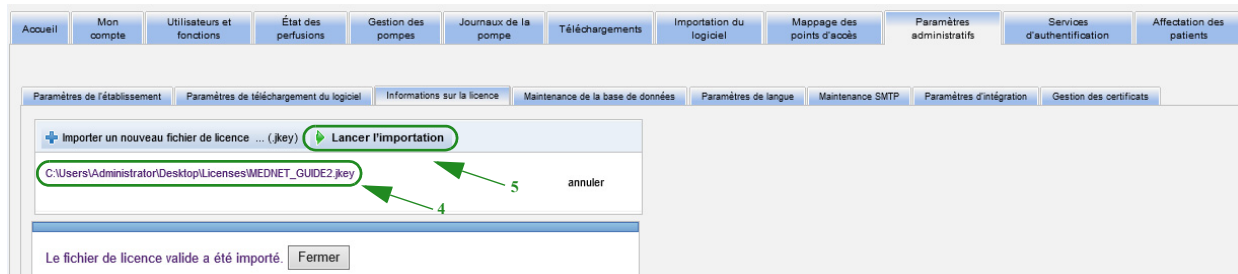 Accueil Mon compte Utilisateurs et fonctions État des perfusions Gestion des pompes Journaux de la pompe Téléchargements Importation du logiciel Mappage des points d'accès Paramètres administratifs Services d'authentification Affectation des patients
Paramètres de l'établissement Paramètres de téléchargement du logiciel Informations sur la licence Maintenance de la base de données Paramètres de langue Maintenance SMTP Paramètres d'intégration Gestion des certificats
Importer un nouveau fichier de licence ... (.jkey) Lancer l'importation
C:\Users\Administrator\Desktop\Licenses\MEDNET_GUIDE2.jkey
annuler
5
4
Le fichier de licence valide a été importé. Fermer